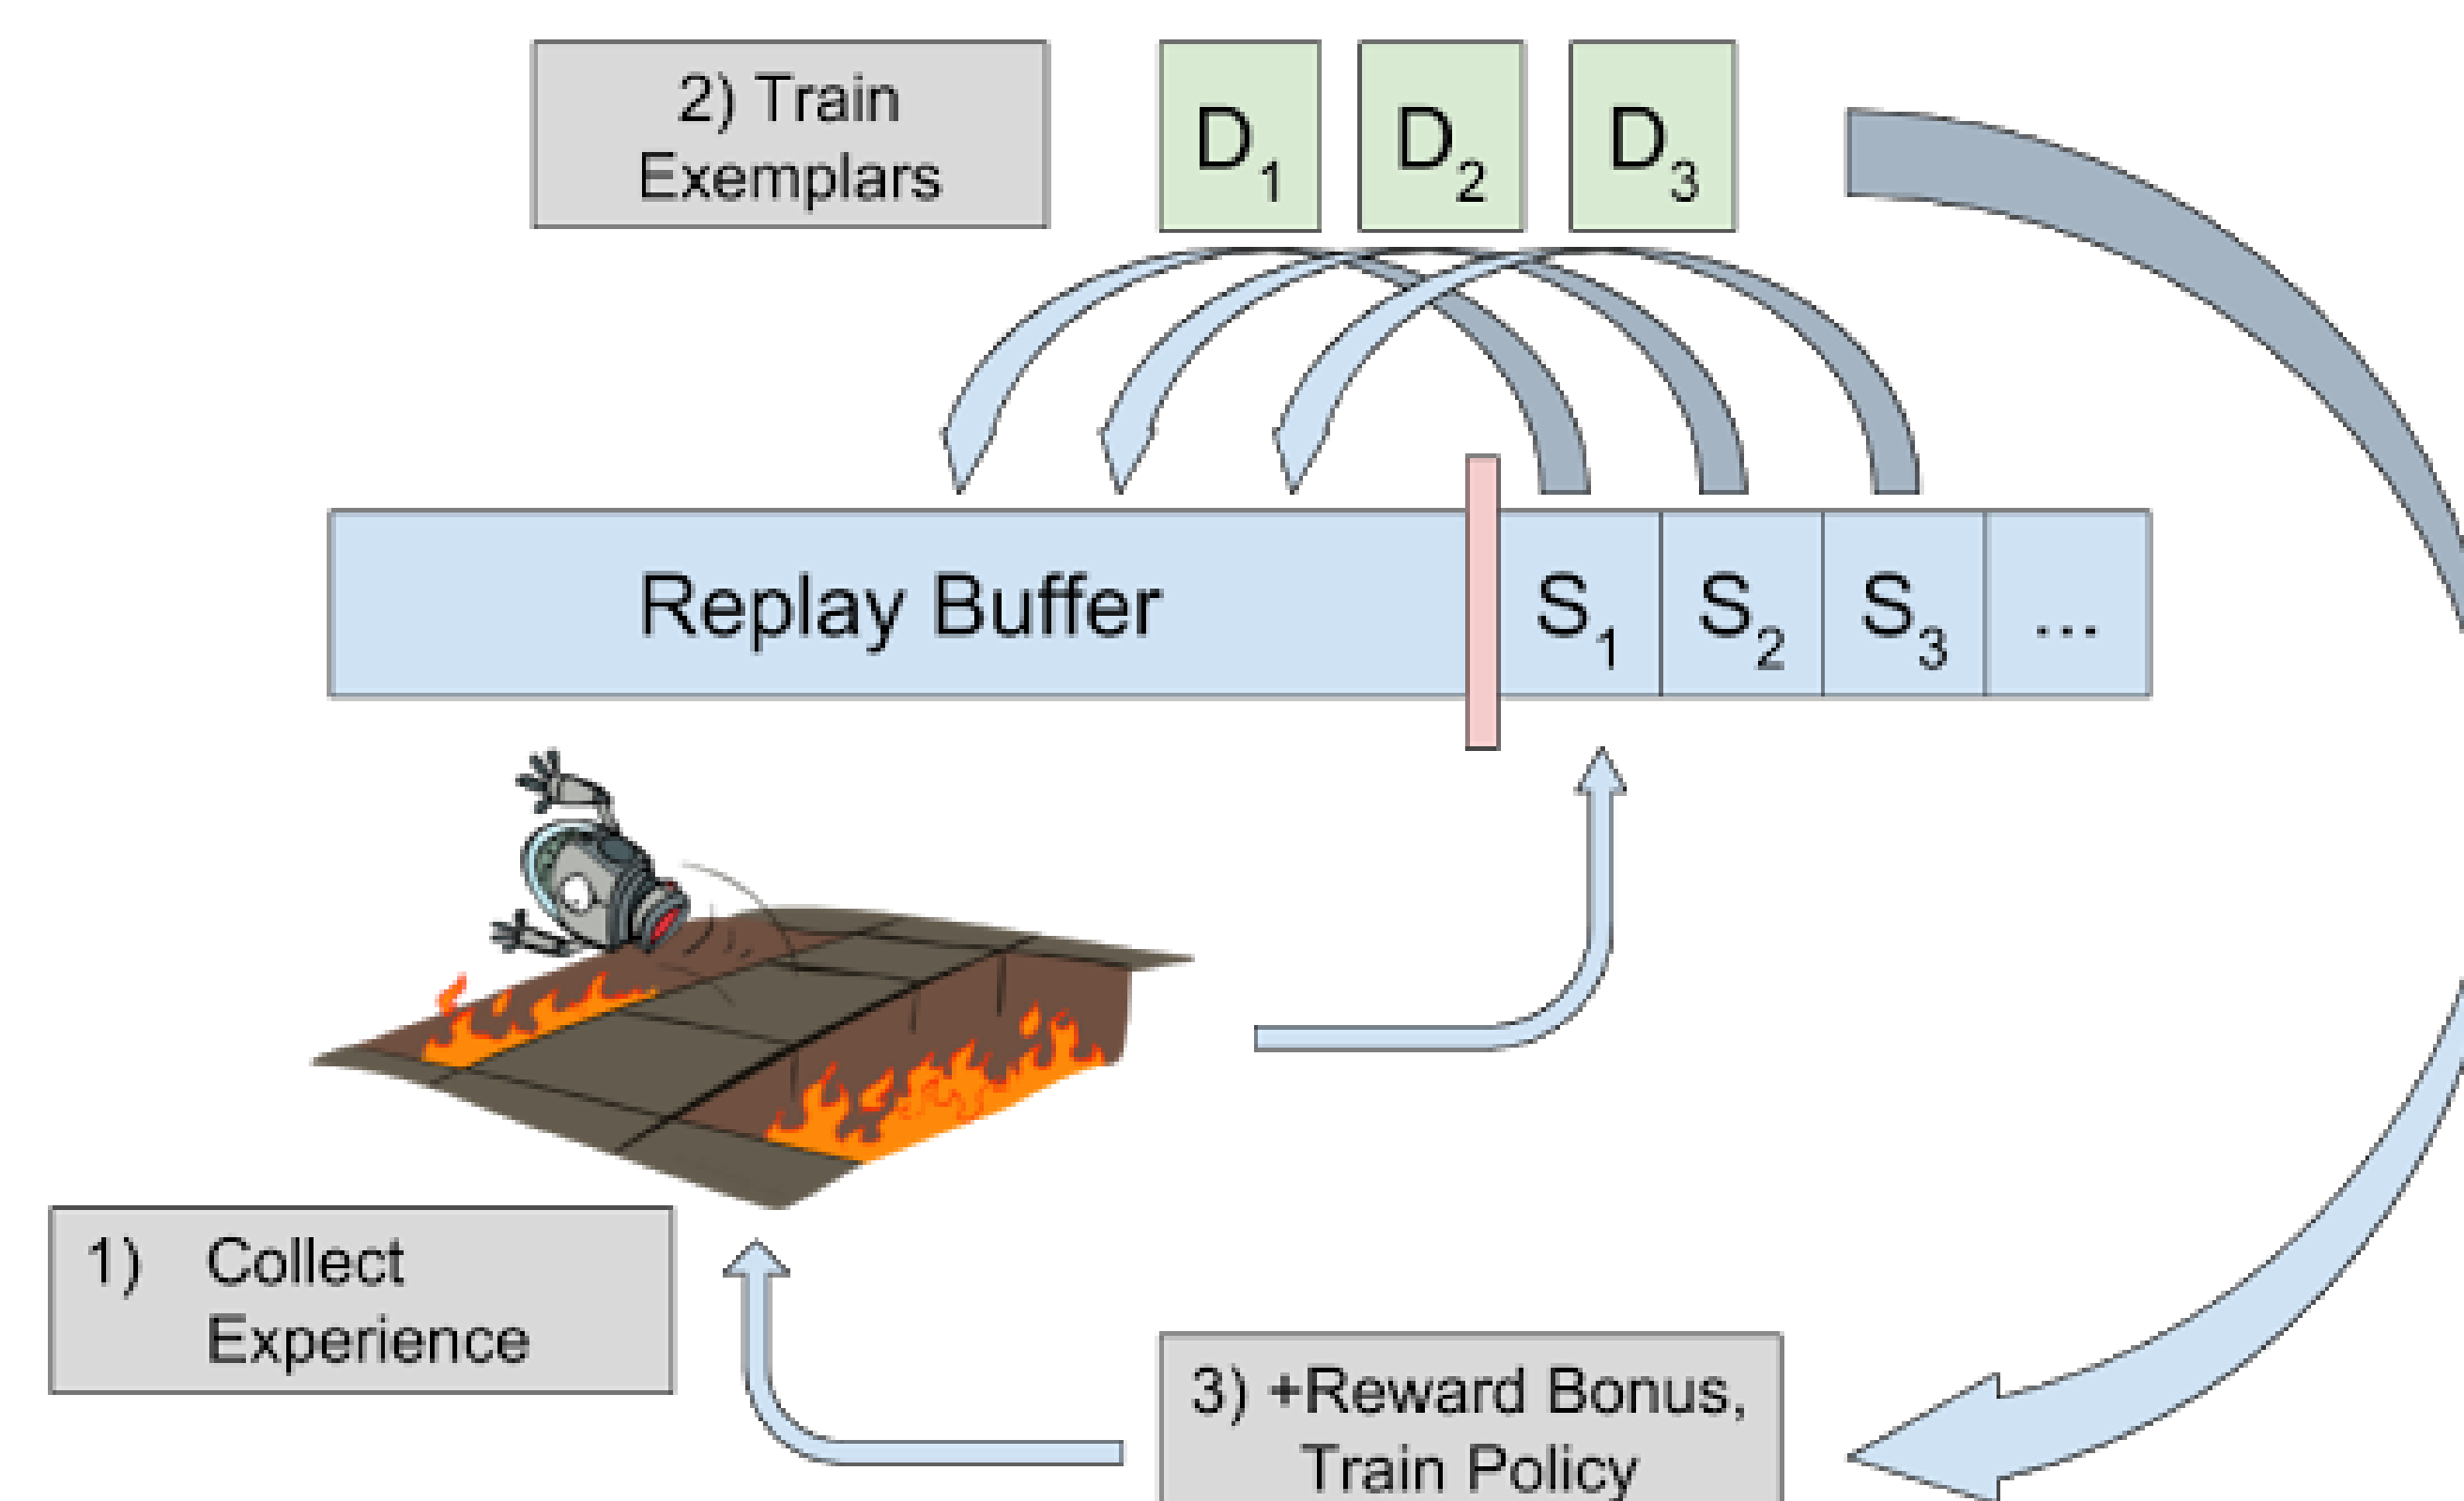 2) Train
Exemplars
D1
D2
D3
Replay Buffer
S1
S2
S3
...
1) Collect
Experience
3) +Reward Bonus,
Train Policy